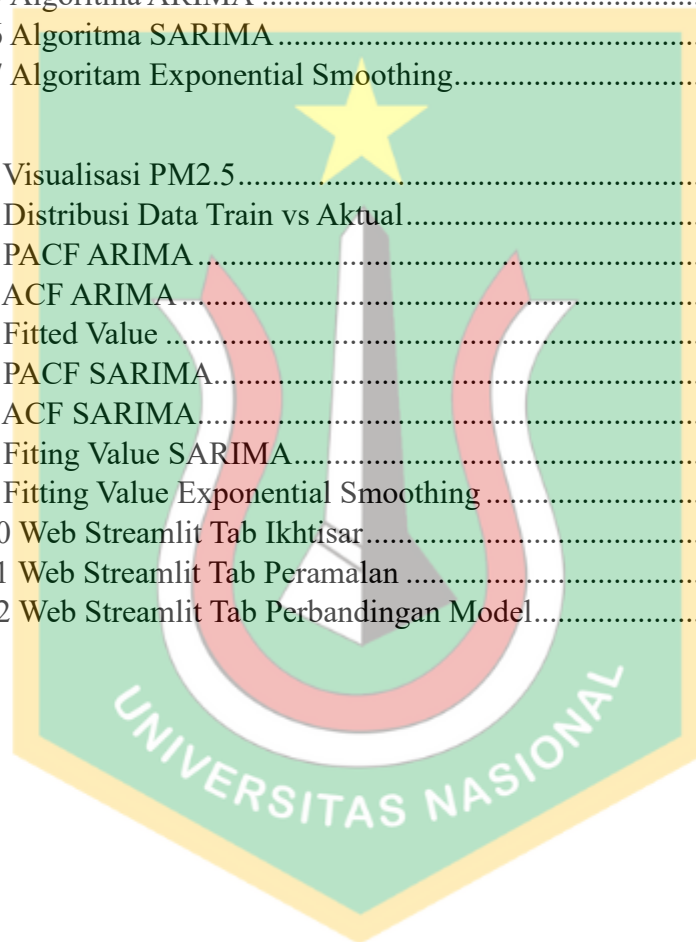 Algoritma ARIMA ..........................................................
Algoritma SARIMA ........................................................
Algoritam Exponential Smoothing...................................
Visualisasi PM2.5.............................................................
Distribusi Data Train vs Aktual........................................
PACF ARIMA ..................................................................
ACF ARIMA ....................................................................
Fitted Value .....................................................................
PACF SARIMA................................................................
ACF SARIMA..................................................................
Fiting Value SARIMA......................................................
Fitting Value Exponential Smoothing ..............................
0 Web Streamlit Tab Ikhtisar.............................................
1 Web Streamlit Tab Peramalan ........................................
2 Web Streamlit Tab Perbandingan Model........................
UNIVERSITAS NASIONAL